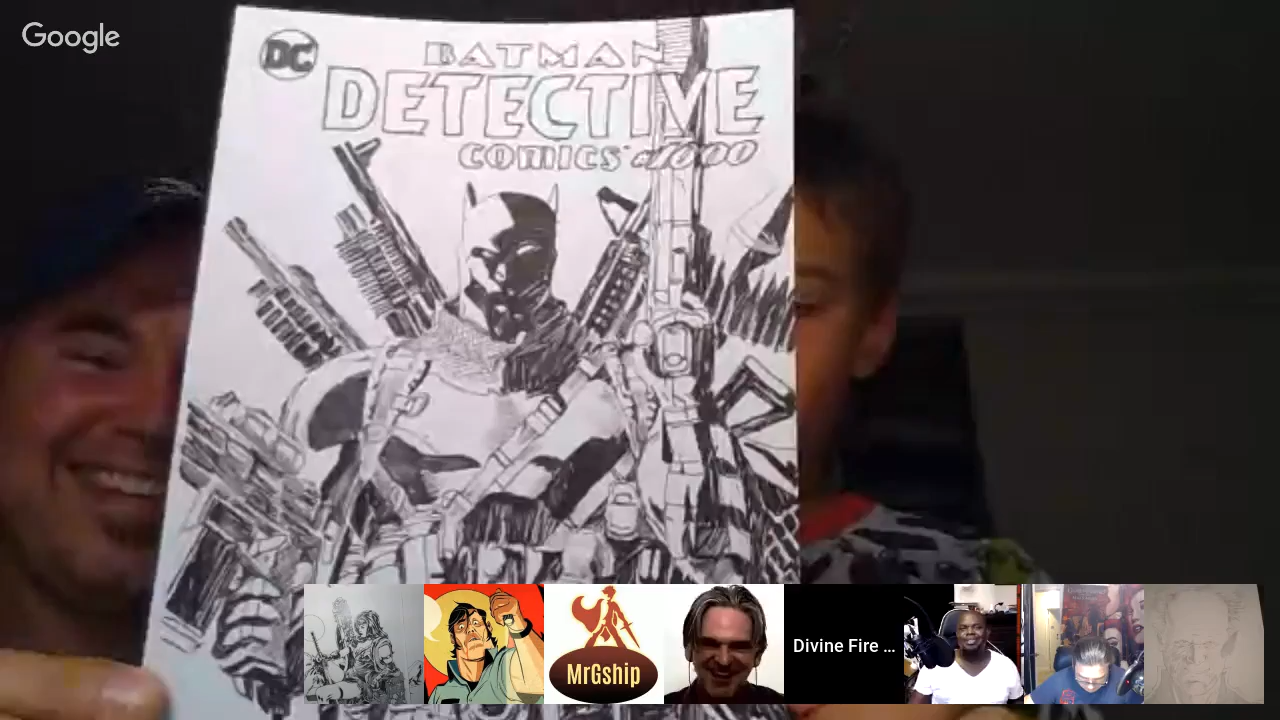 Google
DC
BATMAN
DETECTIVE
COMICS #1000
MrGship
Divine Fire ...